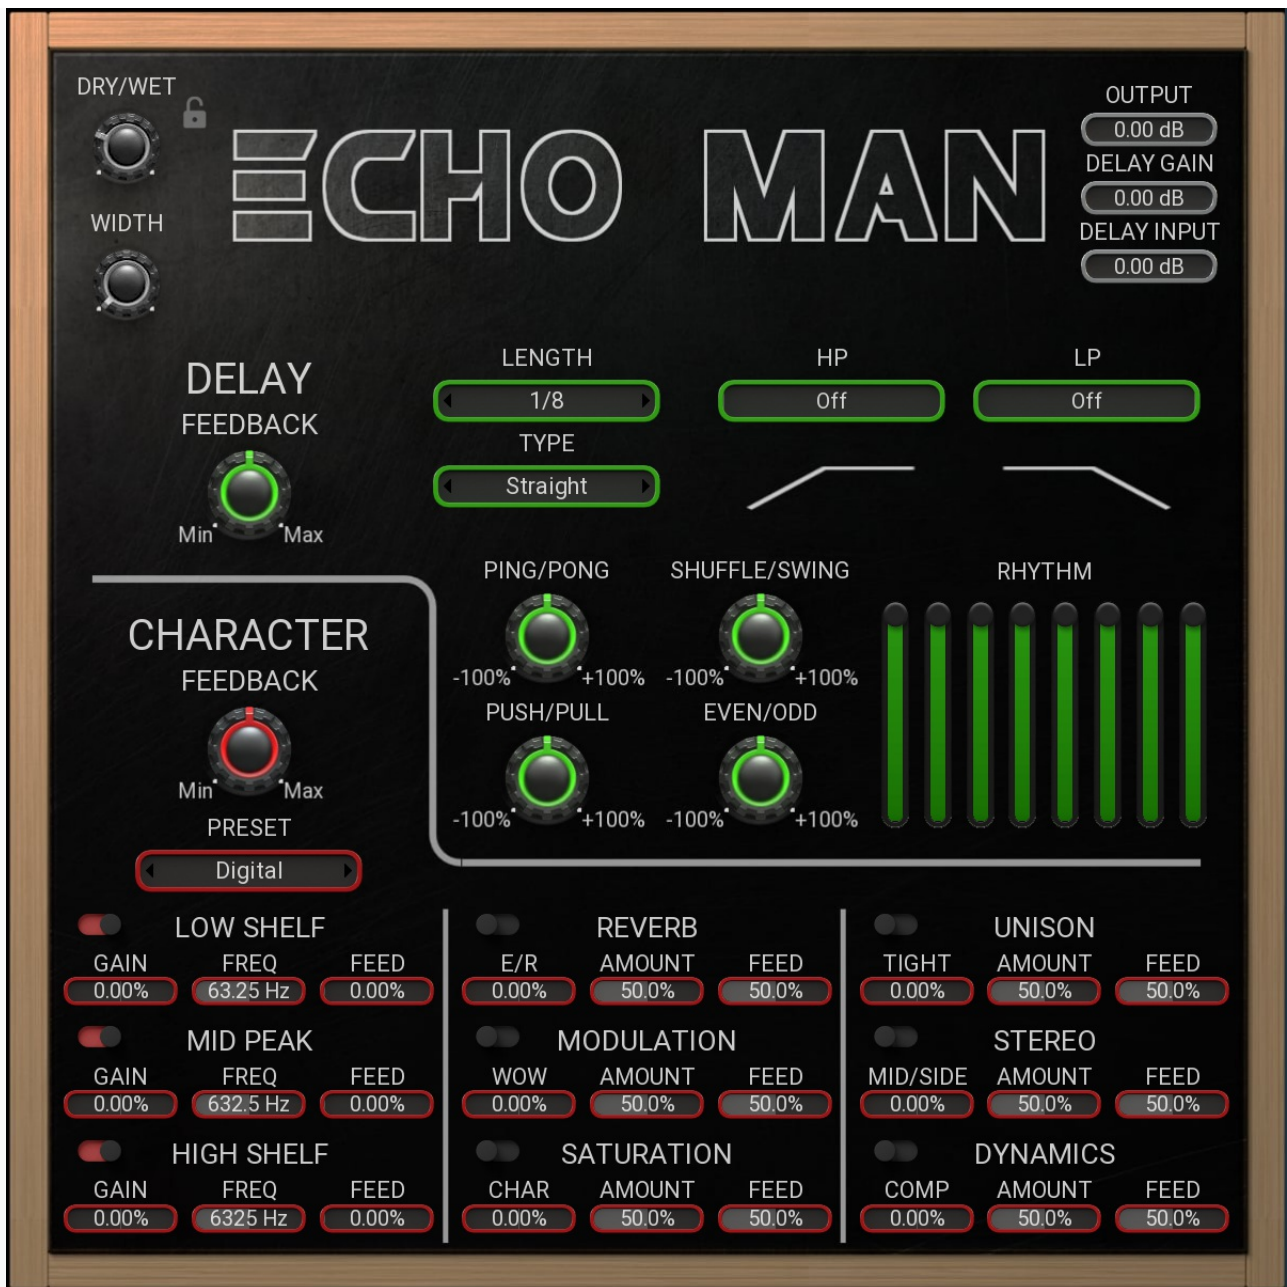 DRY/WET
ECHO MAN
OUTPUT
0.00 dB
DELAY GAIN
0.00 dB
DELAY INPUT
0.00 dB
WIDTH
DELAY
FEEDBACK
Min Max
LENGTH
1/8
TYPE
Straight
HP
Off
LP
Off
PING/PONG
-100% +100%
SHUFFLE/SWING
-100% +100%
PUSH/PULL
-100% +100%
EVEN/ODD
-100% +100%
RHYTHM
CHARACTER
FEEDBACK
Min Max
PRESET
Digital
LOW SHELF
GAIN FREQ FEED
0.00% 63.25 Hz 0.00%
MID PEAK
GAIN FREQ FEED
0.00% 632.5 Hz 0.00%
HIGH SHELF
GAIN FREQ FEED
0.00% 6325 Hz 0.00%
REVERB
E/R AMOUNT FEED
0.00% 50.0% 50.0%
MODULATION
WOW AMOUNT FEED
0.00% 50.0% 50.0%
SATURATION
CHAR AMOUNT FEED
0.00% 50.0% 50.0%
UNISON
TIGHT AMOUNT FEED
0.00% 50.0% 50.0%
STEREO
MID/SIDE AMOUNT FEED
0.00% 50.0% 50.0%
DYNAMICS
COMP AMOUNT FEED
0.00% 50.0% 50.0%